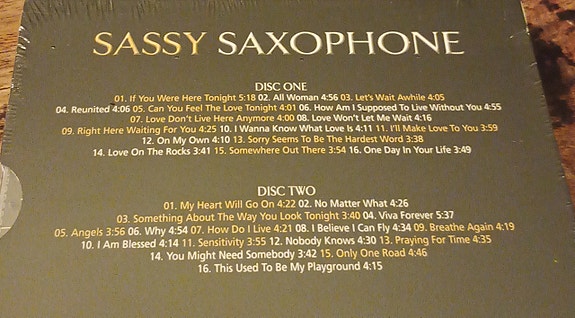 SASSY SAXOPHONE
DISC ONE
01. If You Were Here Tonight 5:18 02. All Woman 4:56 03. Let's Wait Awhile 4:05
04. Reunited 4:06 05. Can You Feel The Love Tonight 4:01 06. How Am I Supposed To Live Without You 4:55
07. Love Don't Live Here Anymore 4:00 08. Love Won't Let Me Wait 4:16
09. Right Here Waiting For You 4:25 10. I Wanna Know What Love Is 4:11 11. I'll Make Love To You 3:59
12. On My Own 4:10 13. Sorry Seems To Be The Hardest Word 3:38
14. Love On The Rocks 3:41 15. Somewhere Out There 3:54 16. One Day In Your Life 3:49
DISC TWO
01. My Heart Will Go On 4:22 02. No Matter What 4:26
03. Something About The Way You Look Tonight 3:40 04. Viva Forever 5:37
05. Angels 3:56 06. Why 4:54 07. How Do I Live 4:21 08. I Believe I Can Fly 4:34 09. Breathe Again 4:19
10. I Am Blessed 4:14 11. Sensitivity 3:55 12. Nobody Knows 4:30 13. Praying For Time 4:35
14. You Might Need Somebody 3:42 15. Only One Road 4:46
16. This Used To Be My Playground 4:15